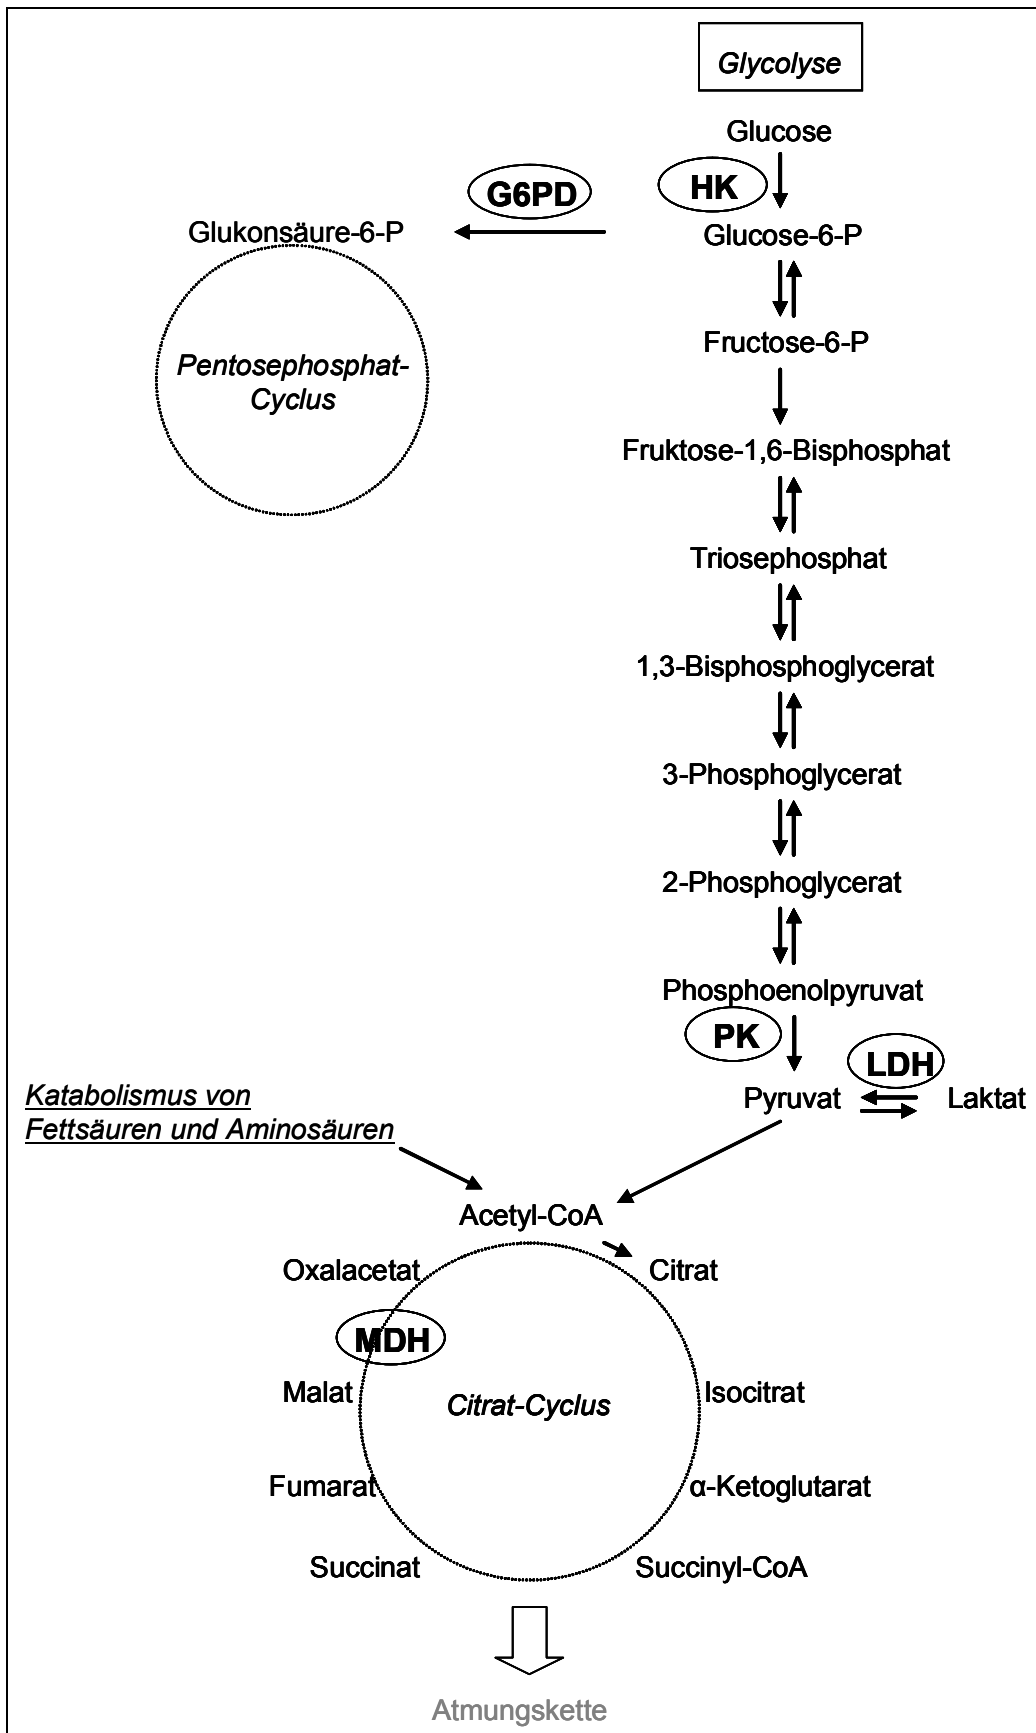 Glycolyse
Glucose
HK
G6PD
Glukonsäure-6-P
Glucose-6-P
Pentosephosphat-
Cyclus
Fructose-6-P
Fruktose-1,6-Bisphosphat
Triosephosphat
1,3-Bisphosphoglycerat
3-Phosphoglycerat
2-Phosphoglycerat
Phosphoenolpyruvat
PK
LDH
Pyruvat
Laktat
Katabolismus von
Fettsäuren und Aminosäuren
Acetyl-CoA
Oxalacetat
Citrat
MDH
Malat
Citrat-Cyclus
Isocitrat
Fumarat
α-Ketoglutarat
Succinat
Succinyl-CoA
Atmungskette